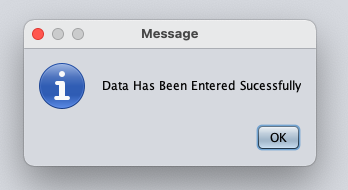 Message
Data Has Been Entered Sucessfully
OK